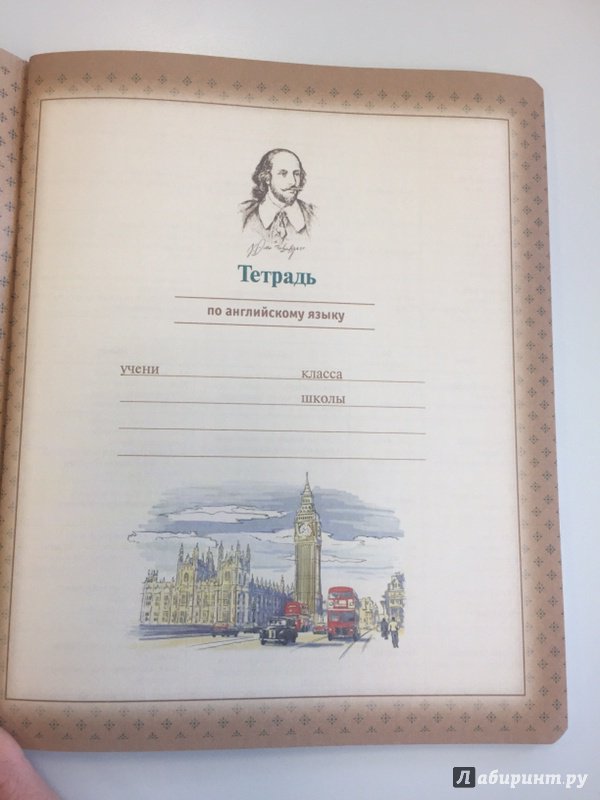 Тетрадь
по английскому языку
учени класса
школы
Лабиринт.ру